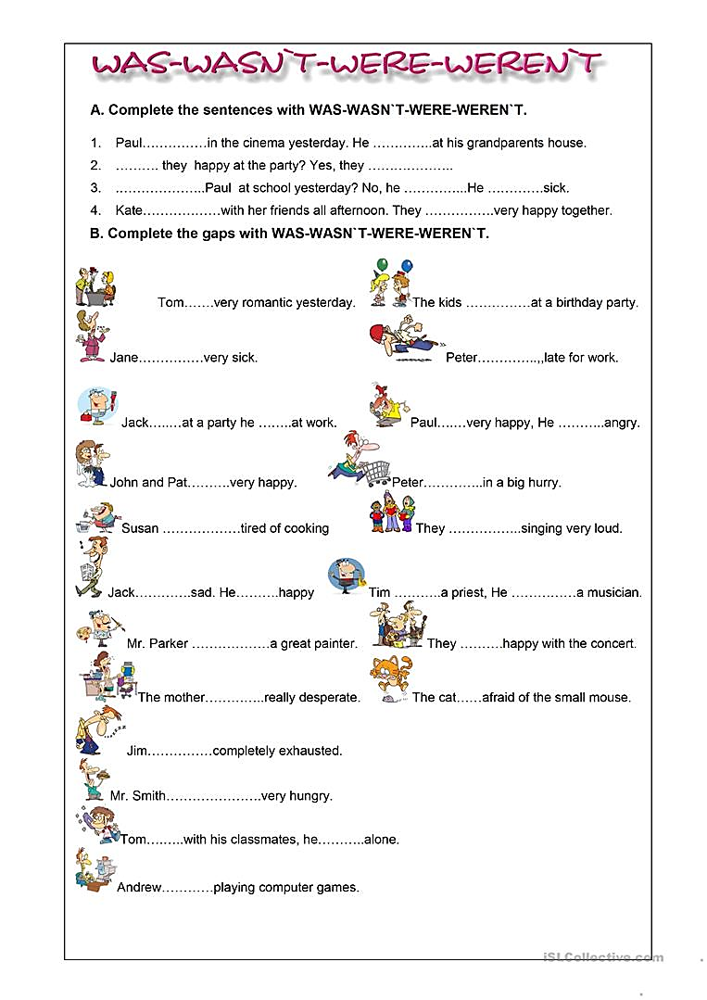 WAS-WASN`T-WERE-WEREN`T
A. Complete the sentences with WAS-WASN`T-WERE-WEREN`T.
1. Paul……………in the cinema yesterday. He …………..at his grandparents house.
2. ………. they  happy at the party? Yes, they ……………….
3. ………………..Paul  at school yesterday? No, he …………..He ………….sick.
4. Kate………………with her friends all afternoon. They ……………very happy together.
B. Complete the gaps with WAS-WASN`T-WERE-WEREN`T.
Tom…….very romantic yesterday. The kids ……………at a birthday party.
Jane……………very sick. Peter…………..,,late for work.
Jack…….…at a party he ……..at work. Paul…….very happy, He ………..angry.
John and Pat……….very happy. Peter…………..in a big hurry.
Susan ………………tired of cooking They ……………..singing very loud.
Jack………….sad. He……….happy Tim ……….a priest, He ……………a musician.
Mr. Parker ………………a great painter. They ……….happy with the concert.
The mother…………..really desperate. The cat……afraid of the small mouse.
Jim……………completely exhausted.
Mr. Smith………………….very hungry.
Tom……...with his classmates, he………..alone.
Andrew…………playing computer games.
iSLCollective.com